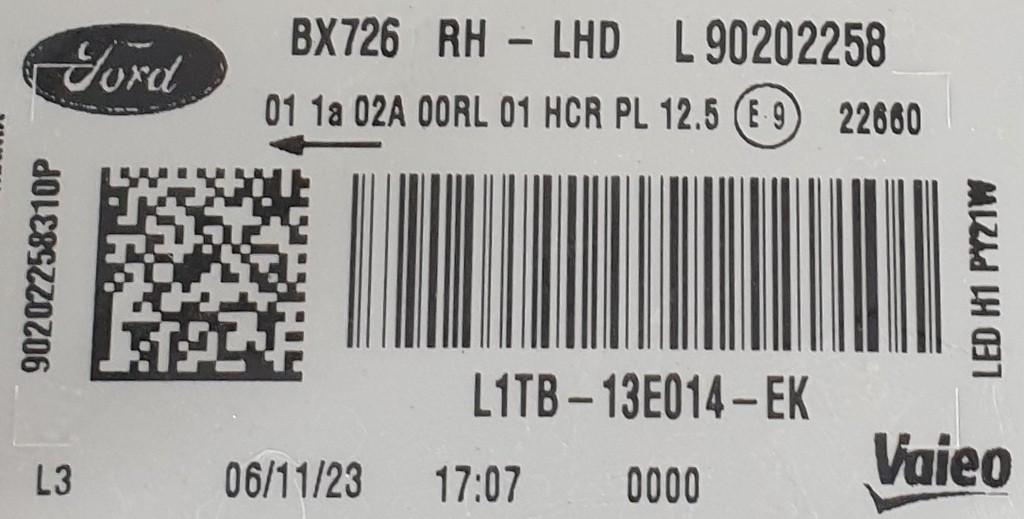 Ford
BX726 RH - LHD L 90202258
01 1a 02A 00RL 01 HCR PL 12.5 E 9 22660
90202258310P
LED H1 PY21W
L1TB - 13E014 - EK
L3 06/11/23 17:07 0000
Valeo